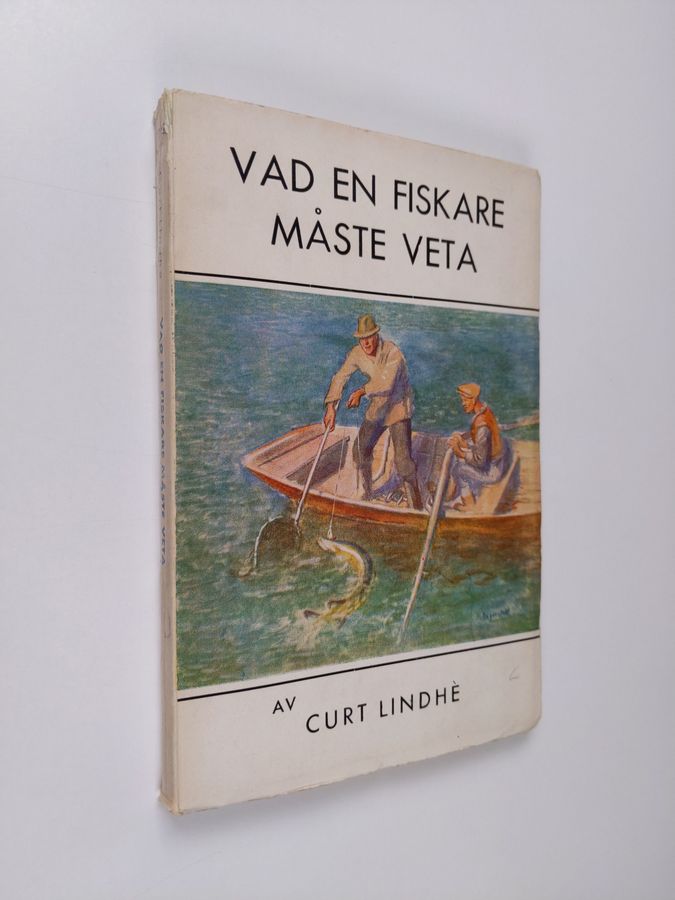 VAD EN FISKARE
MÅSTE VETA
AV
CURT LINDHÈ
VAD EN FISKARE MÅSTE VETA